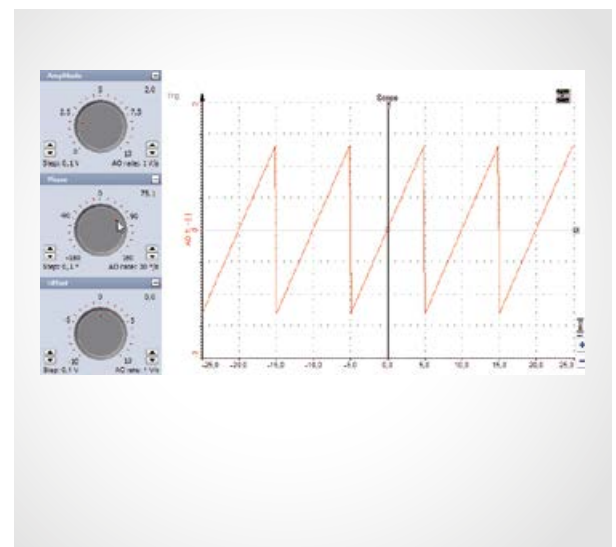 Amplitude
5 2,0
2,5 7,5
0 10
Step: 0,1 V AO rate: 1 V/s
Phase
0 75,1
-90 90
-180 180
Step: 0,1 ° AO rate: 30 °/s
Offset
0 0,0
-5 5
-10 10
Step: 0,1 V AO rate: 1 V/s
Scope
0
-25,0 -20,0 -15,0 -10,0 -5,0 0,0 5,0 10,0 15,0 20,0 25,0